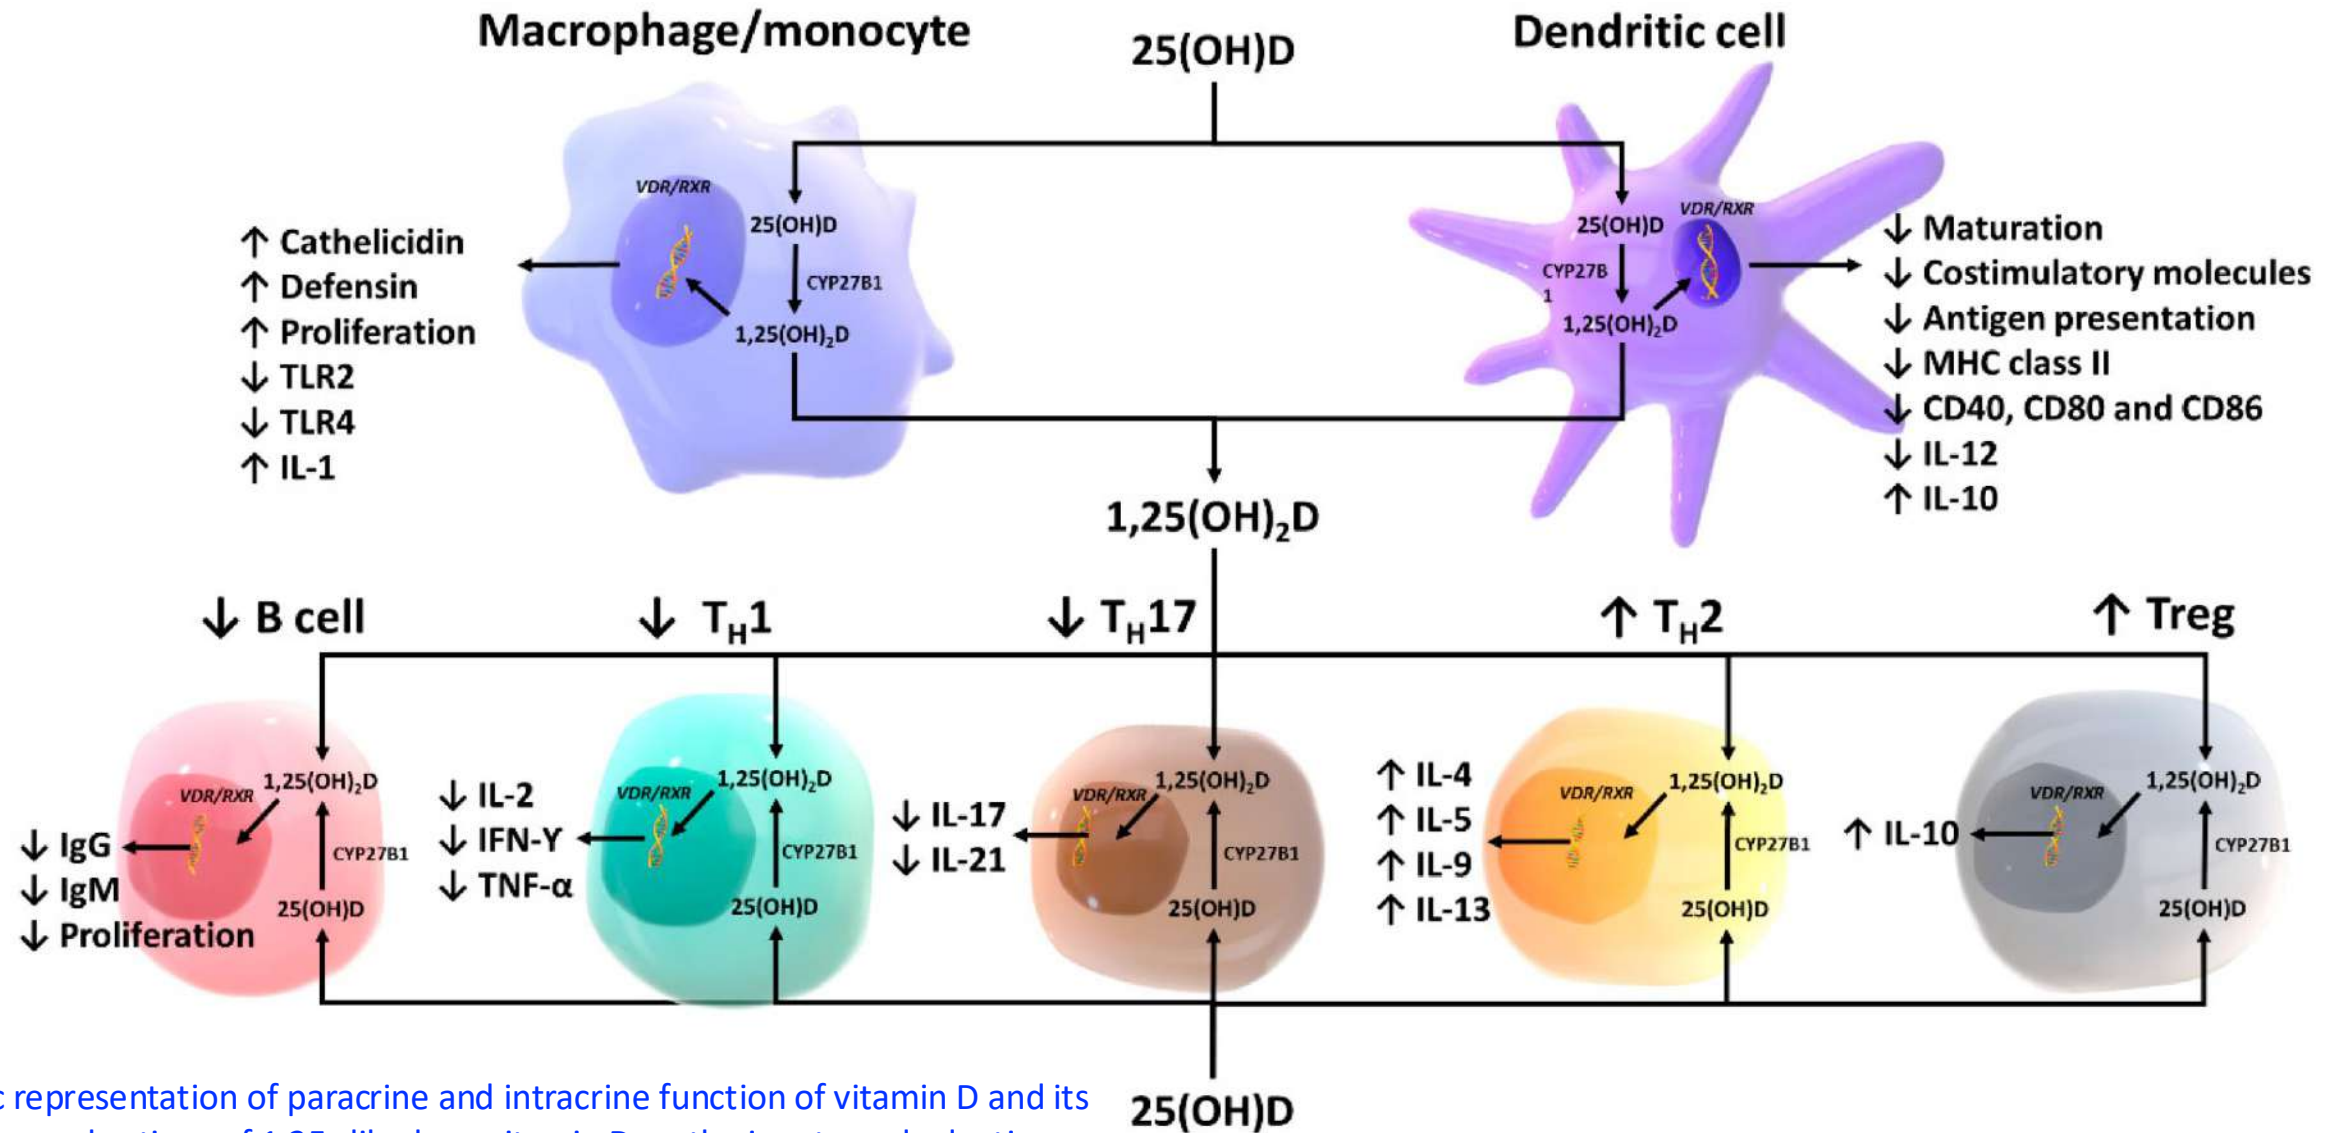 Macrophage/monocyte
25(OH)D
Dendritic cell
VDR/RXR
25(OH)D
CYP27B1
1,25(OH)₂D
↑ Cathelicidin
↑ Defensin
↑ Proliferation
↓ TLR2
↓ TLR4
↑ IL-1
25(OH)D
VDR/RXR
CYP27B
1
1,25(OH)₂D
↓ Maturation
↓ Costimulatory molecules
↓ Antigen presentation
↓ MHC class II
↓ CD40, CD80 and CD86
↓ IL-12
↑ IL-10
1,25(OH)₂D
↓ B cell
↓ TH1
↓ TH17
↑ TH2
↑ Treg
1,25(OH)₂D
VDR/RXR
CYP27B1
25(OH)D
↓ IgG
↓ IgM
↓ Proliferation
1,25(OH)₂D
VDR/RXR
CYP27B1
25(OH)D
↓ IL-2
↓ IFN-Y
↓ TNF-α
1,25(OH)₂D
VDR/RXR
CYP27B1
25(OH)D
↓ IL-17
↓ IL-21
1,25(OH)₂D
VDR/RXR
CYP27B1
25(OH)D
↑ IL-4
↑ IL-5
↑ IL-9
↑ IL-13
1,25(OH)₂D
VDR/RXR
CYP27B1
25(OH)D
↑ IL-10
25(OH)D
representation of paracrine and intracrine function of vitamin D and its